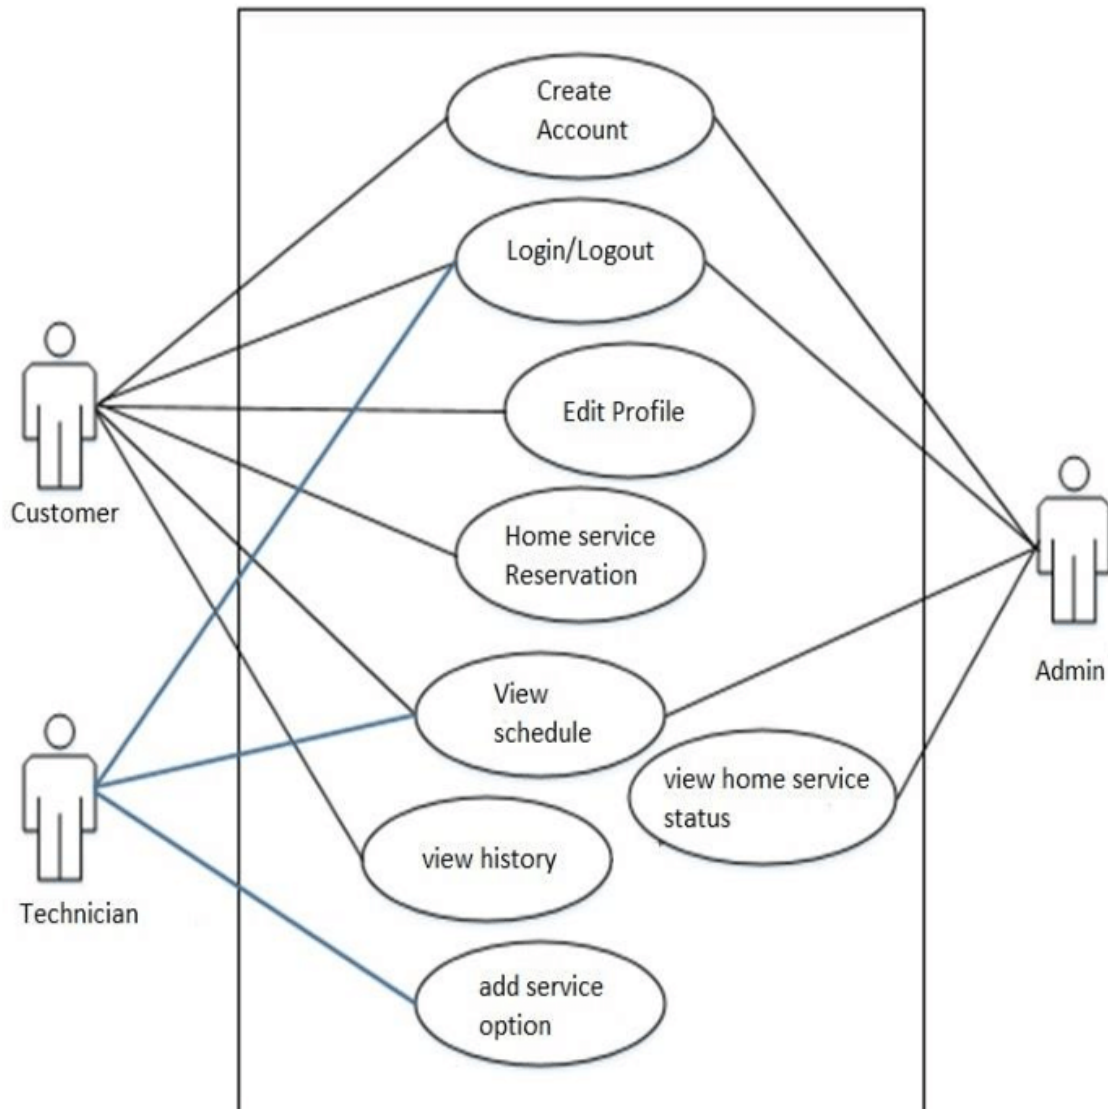 Create
Account
Login/Logout
Edit Profile
Customer
Home service
Reservation
Admin
View
schedule
view home service
status
view history
Technician
add service
option